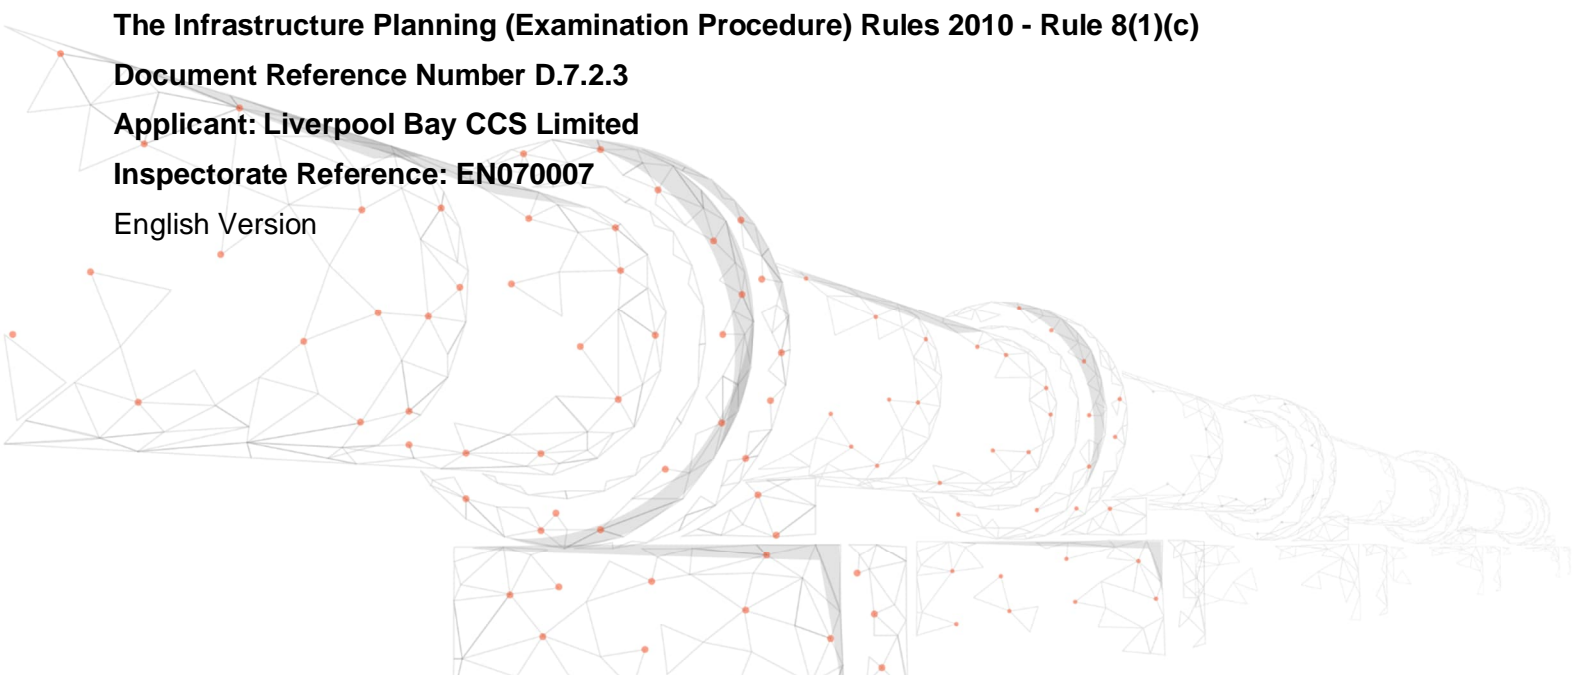 The Infrastructure Planning (Examination Procedure) Rules 2010 - Rule 8(1)(c)
Document Reference Number D.7.2.3
Applicant: Liverpool Bay CCS Limited
Inspectorate Reference: EN070007
English Version